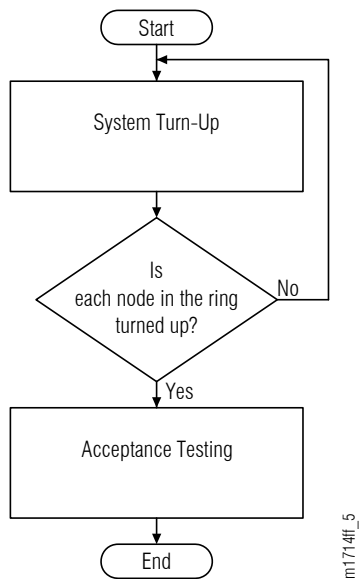 Start
System Turn-Up
Is
each node in the ring
turned up?
No
Yes
Acceptance Testing
End
m1714ff_5